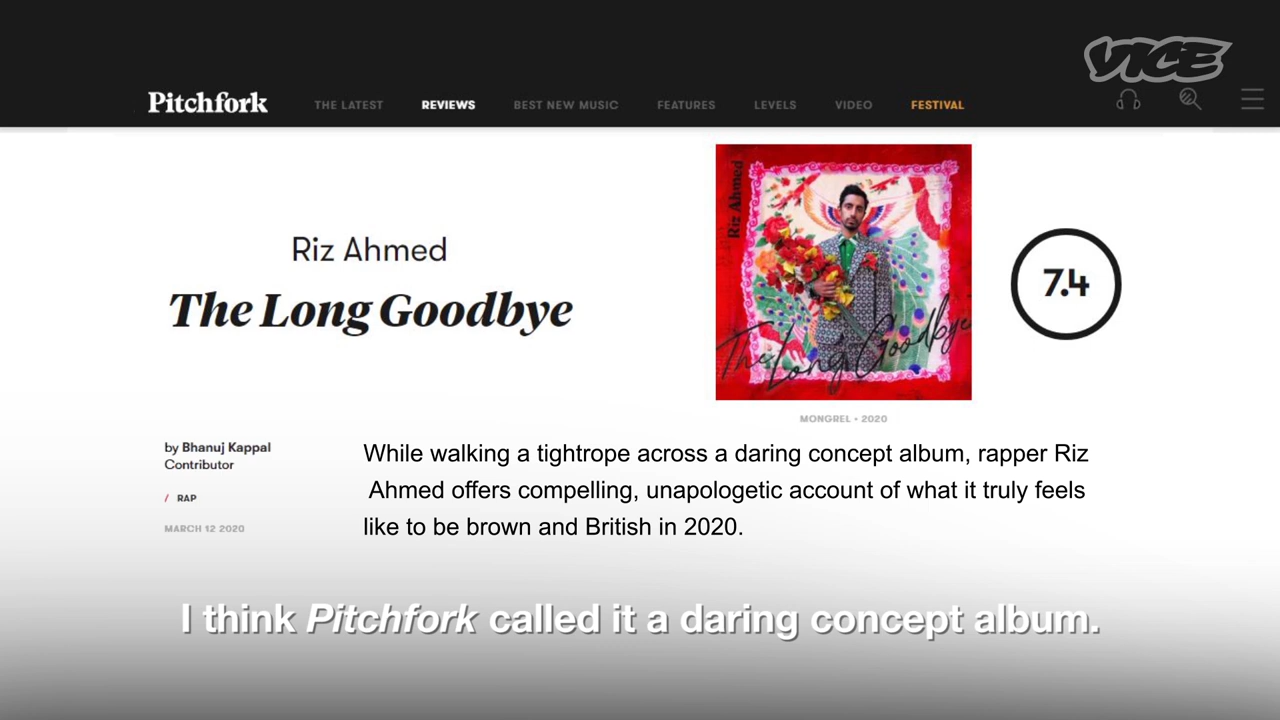 VICE
Pitchfork THE LATEST REVIEWS BEST NEW MUSIC FEATURES LEVELS VIDEO FESTIVAL
Riz Ahmed
The Long Goodbye
Riz Ahmed
The Long Goodbye
7.4
MONGREL • 2020
by Bhanuj Kappal
Contributor
/ RAP
MARCH 12 2020
While walking a tightrope across a daring concept album, rapper Riz
Ahmed offers compelling, unapologetic account of what it truly feels
like to be brown and British in 2020.
I think Pitchfork called it a daring concept album.